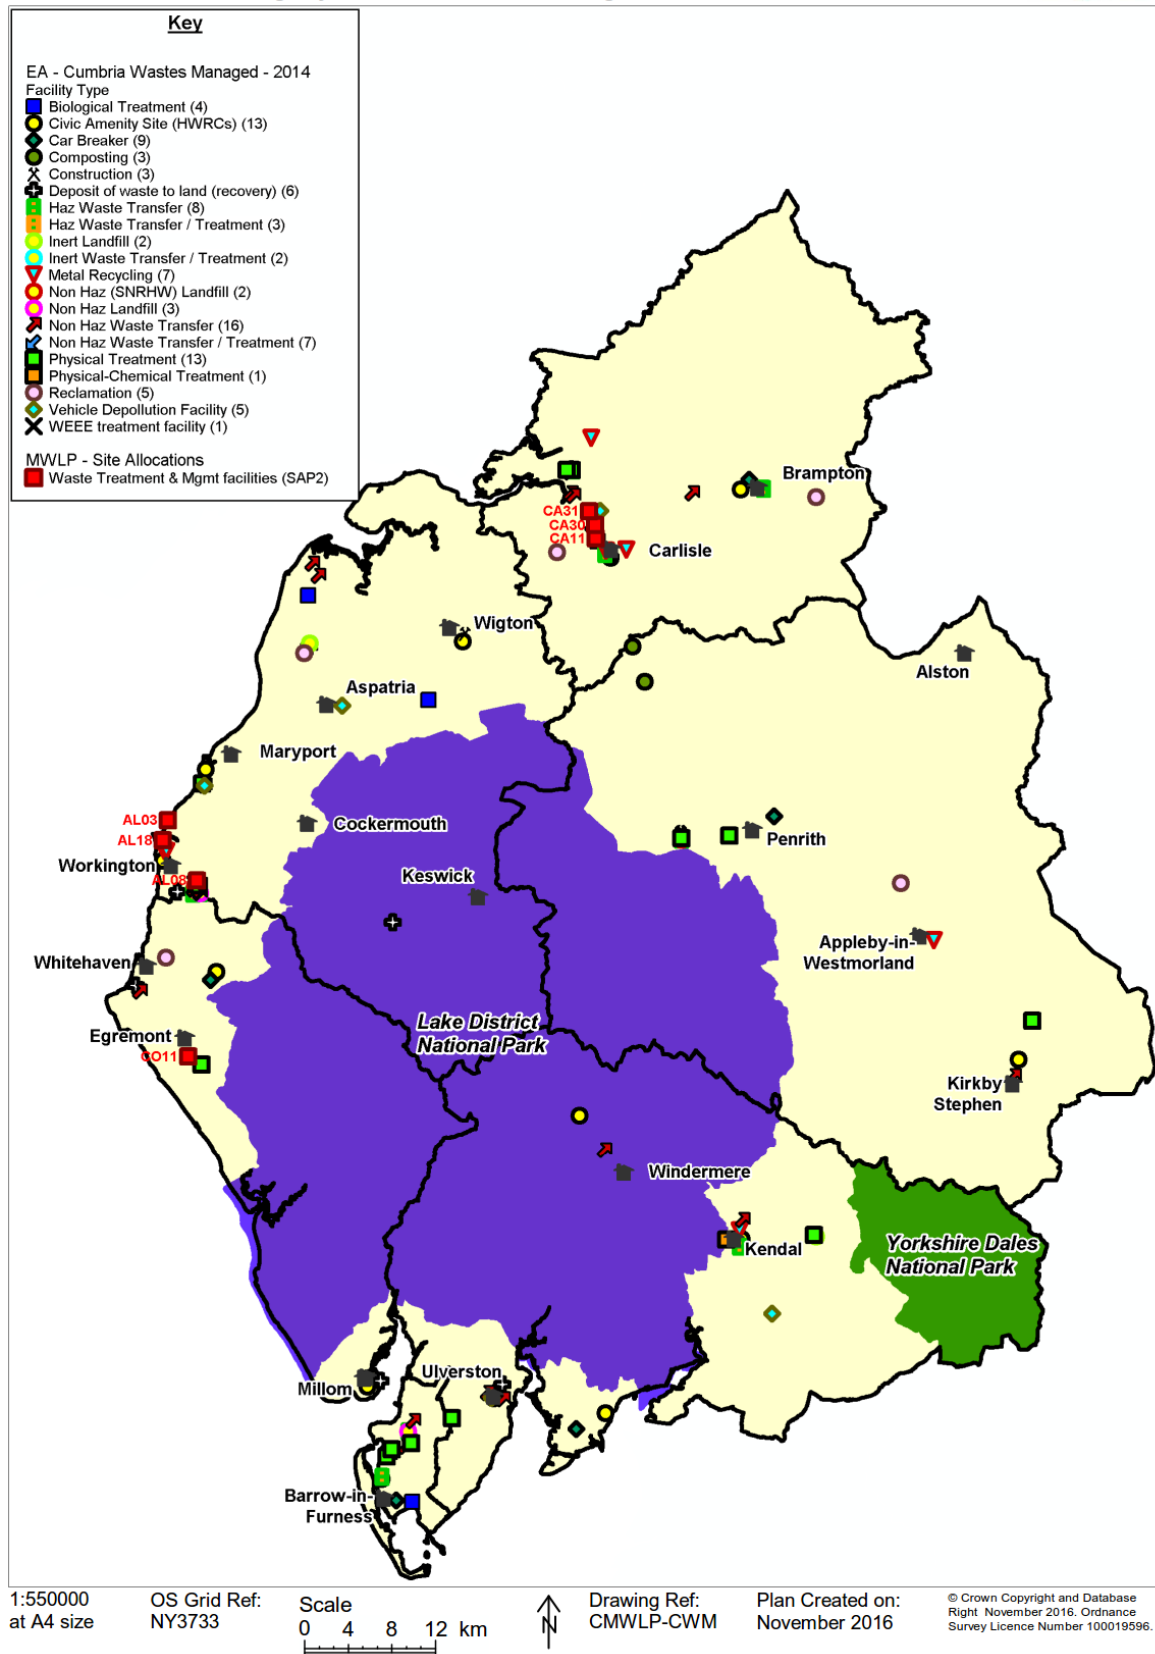 Key
EA - Cumbria Wastes Managed - 2014
Facility Type
Biological Treatment (4)
Civic Amenity Site (HWRCs) (13)
Car Breaker (9)
Composting (3)
Construction (3)
Deposit of waste to land (recovery) (6)
Haz Waste Transfer (8)
Haz Waste Transfer / Treatment (3)
Inert Landfill (2)
Inert Waste Transfer / Treatment (2)
Metal Recycling (7)
Non Haz (SNRHW) Landfill (2)
Non Haz Landfill (3)
Non Haz Waste Transfer (16)
Non Haz Waste Transfer / Treatment (7)
Physical Treatment (13)
Physical-Chemical Treatment (1)
Reclamation (5)
Vehicle Depollution Facility (5)
WEEE treatment facility (1)
MWLP - Site Allocations
Waste Treatment & Mgmt facilities (SAP2)
Brampton
CA31
CA30
CA11
Carlisle
Wigton
Alston
Aspatria
Maryport
AL03
Cockermouth
AL18
Penrith
Workington
Keswick
AL08
Appleby-in-
Westmorland
Whitehaven
Lake District
National Park
Egremont
CO11
Kirkby
Stephen
Windermere
Kendal
Yorkshire Dales
National Park
Ulverston
Millom
Barrow-in-
Furness
1:550000
at A4 size
OS Grid Ref:
NY3733
Scale
0 4 8 12 km
N
Drawing Ref:
CMWLP-CWM
Plan Created on:
November 2016
© Crown Copyright and Database
Right November 2016. Ordnance
Survey Licence Number 100019596.